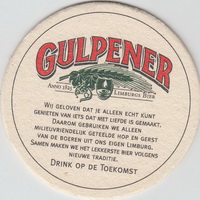 GULPENER
ANNO 1825 LIMBURGS BIER
WIJ GELOVEN DAT JE ALLEEN ECHT KUNT
GENIETEN VAN IETS DAT MET LIEFDE IS GEMAAKT.
DAAROM GEBRUIKEN WE ALLEEN
MILIEUVRIENDELIJK GETEELDE HOP EN GERST
VAN DE BOEREN UIT ONS EIGEN LIMBURG.
SAMEN MAKEN WE HET LEKKERSTE BIER VOLGENS
NIEUWE TRADITIE.
DRINK OP DE TOEKOMST